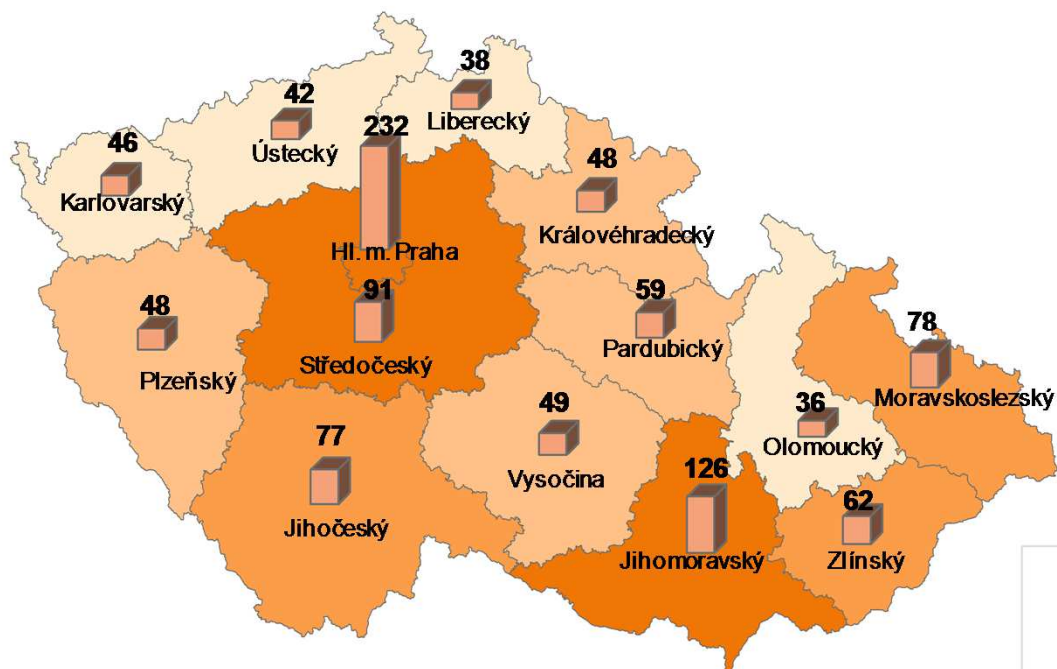 38
Liberecký
42
Ústecký
232
Hl. m. Praha
46
Karlovarský
48
Královéhradecký
91
Středočeský
59
Pardubický
48
Plzeňský
78
Moravskoslezský
36
Olomoucký
49
Vysočina
77
Jihočeský
126
Jihomoravský
62
Zlínský